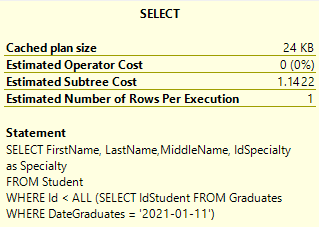 SELECT
Cached plan size 24 KB
Estimated Operator Cost 0 (0%)
Estimated Subtree Cost 1.1422
Estimated Number of Rows Per Execution 1
Statement
SELECT FirstName, LastName,MiddleName, IdSpecialty
as Specialty
FROM Student
WHERE Id < ALL (SELECT IdStudent FROM Graduates
WHERE DateGraduates = '2021-01-11')